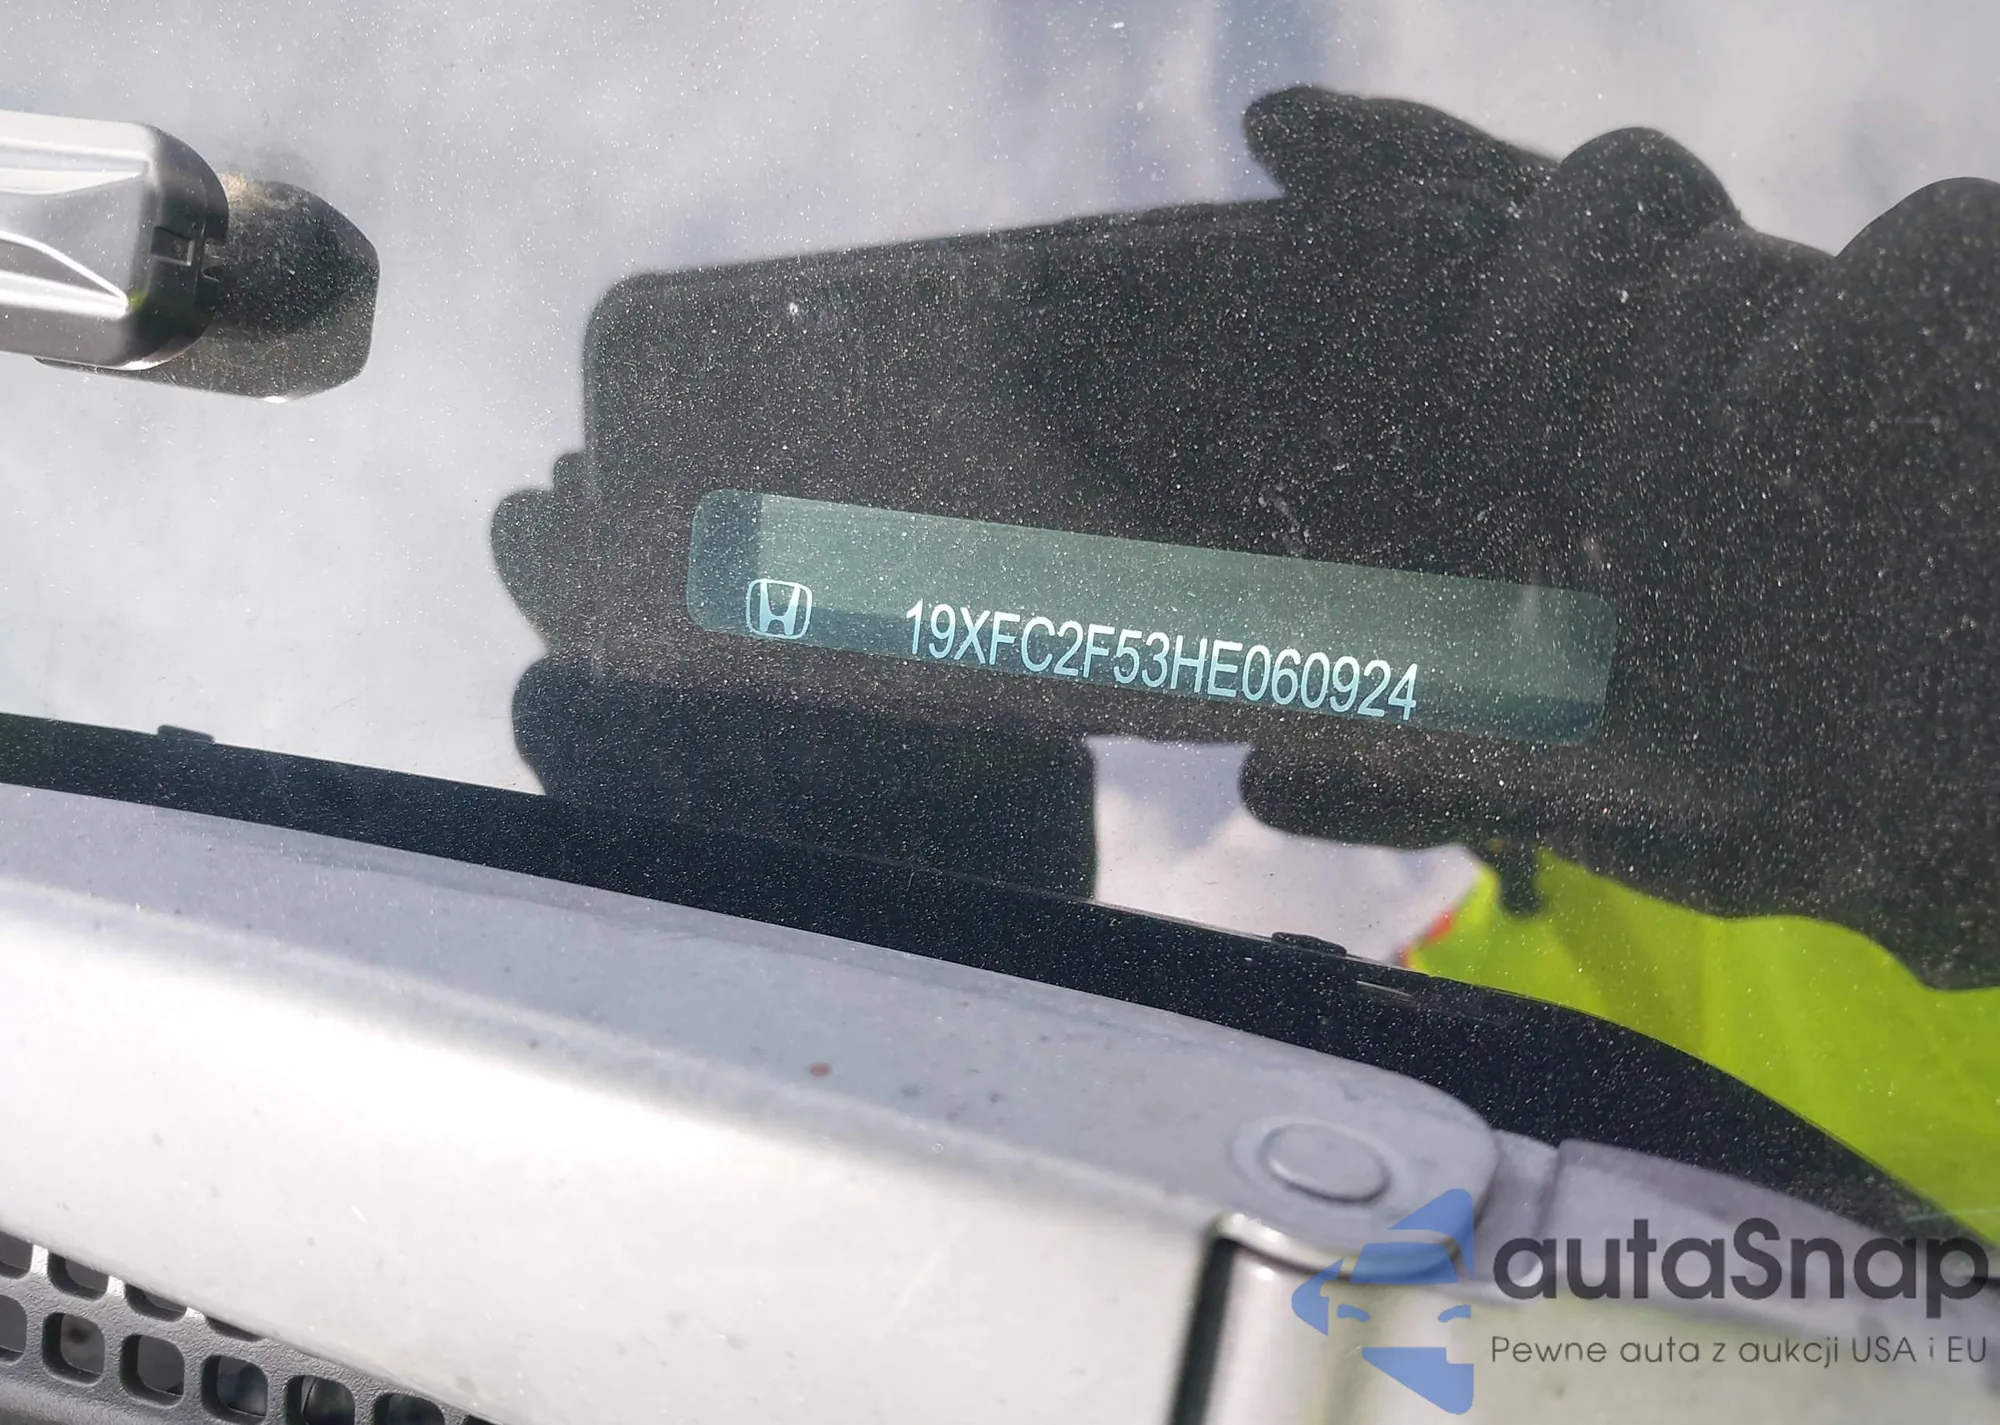 19XFC2F53HE060924
autaSnap
Pewne auta z aukcji USA i EU